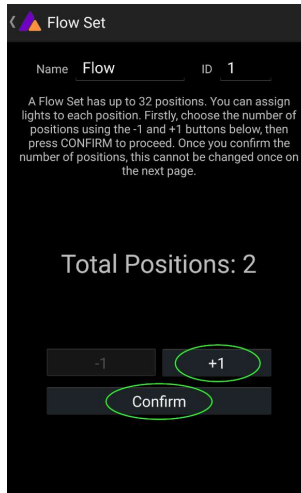 Flow Set
Name Flow ID 1
A Flow Set has up to 32 positions. You can assign
lights to each position. Firstly, choose the number of
positions using the -1 and +1 buttons below, then
press CONFIRM to proceed. Once you confirm the
number of positions, this cannot be changed once on
the next page.
Total Positions: 2
-1 +1
Confirm